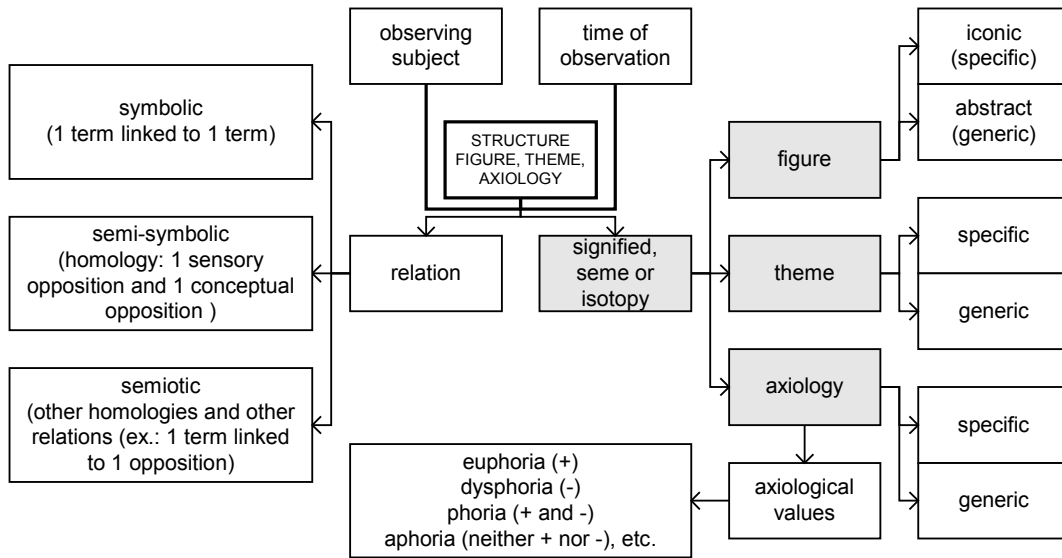 observing
subject
time of
observation
iconic
(specific)
abstract
(generic)
symbolic
(1 term linked to 1 term)
STRUCTURE
FIGURE, THEME,
AXIOLOGY
figure
semi-symbolic
(homology: 1 sensory
opposition and 1 conceptual
opposition )
relation
signified,
seme or
isotopy
theme
specific
generic
semiotic
(other homologies and other
relations (ex.: 1 term linked
to 1 opposition)
axiology
specific
generic
euphoria (+)
dysphoria (-)
phoria (+ and -)
aphoria (neither + nor -), etc.
axiological
values